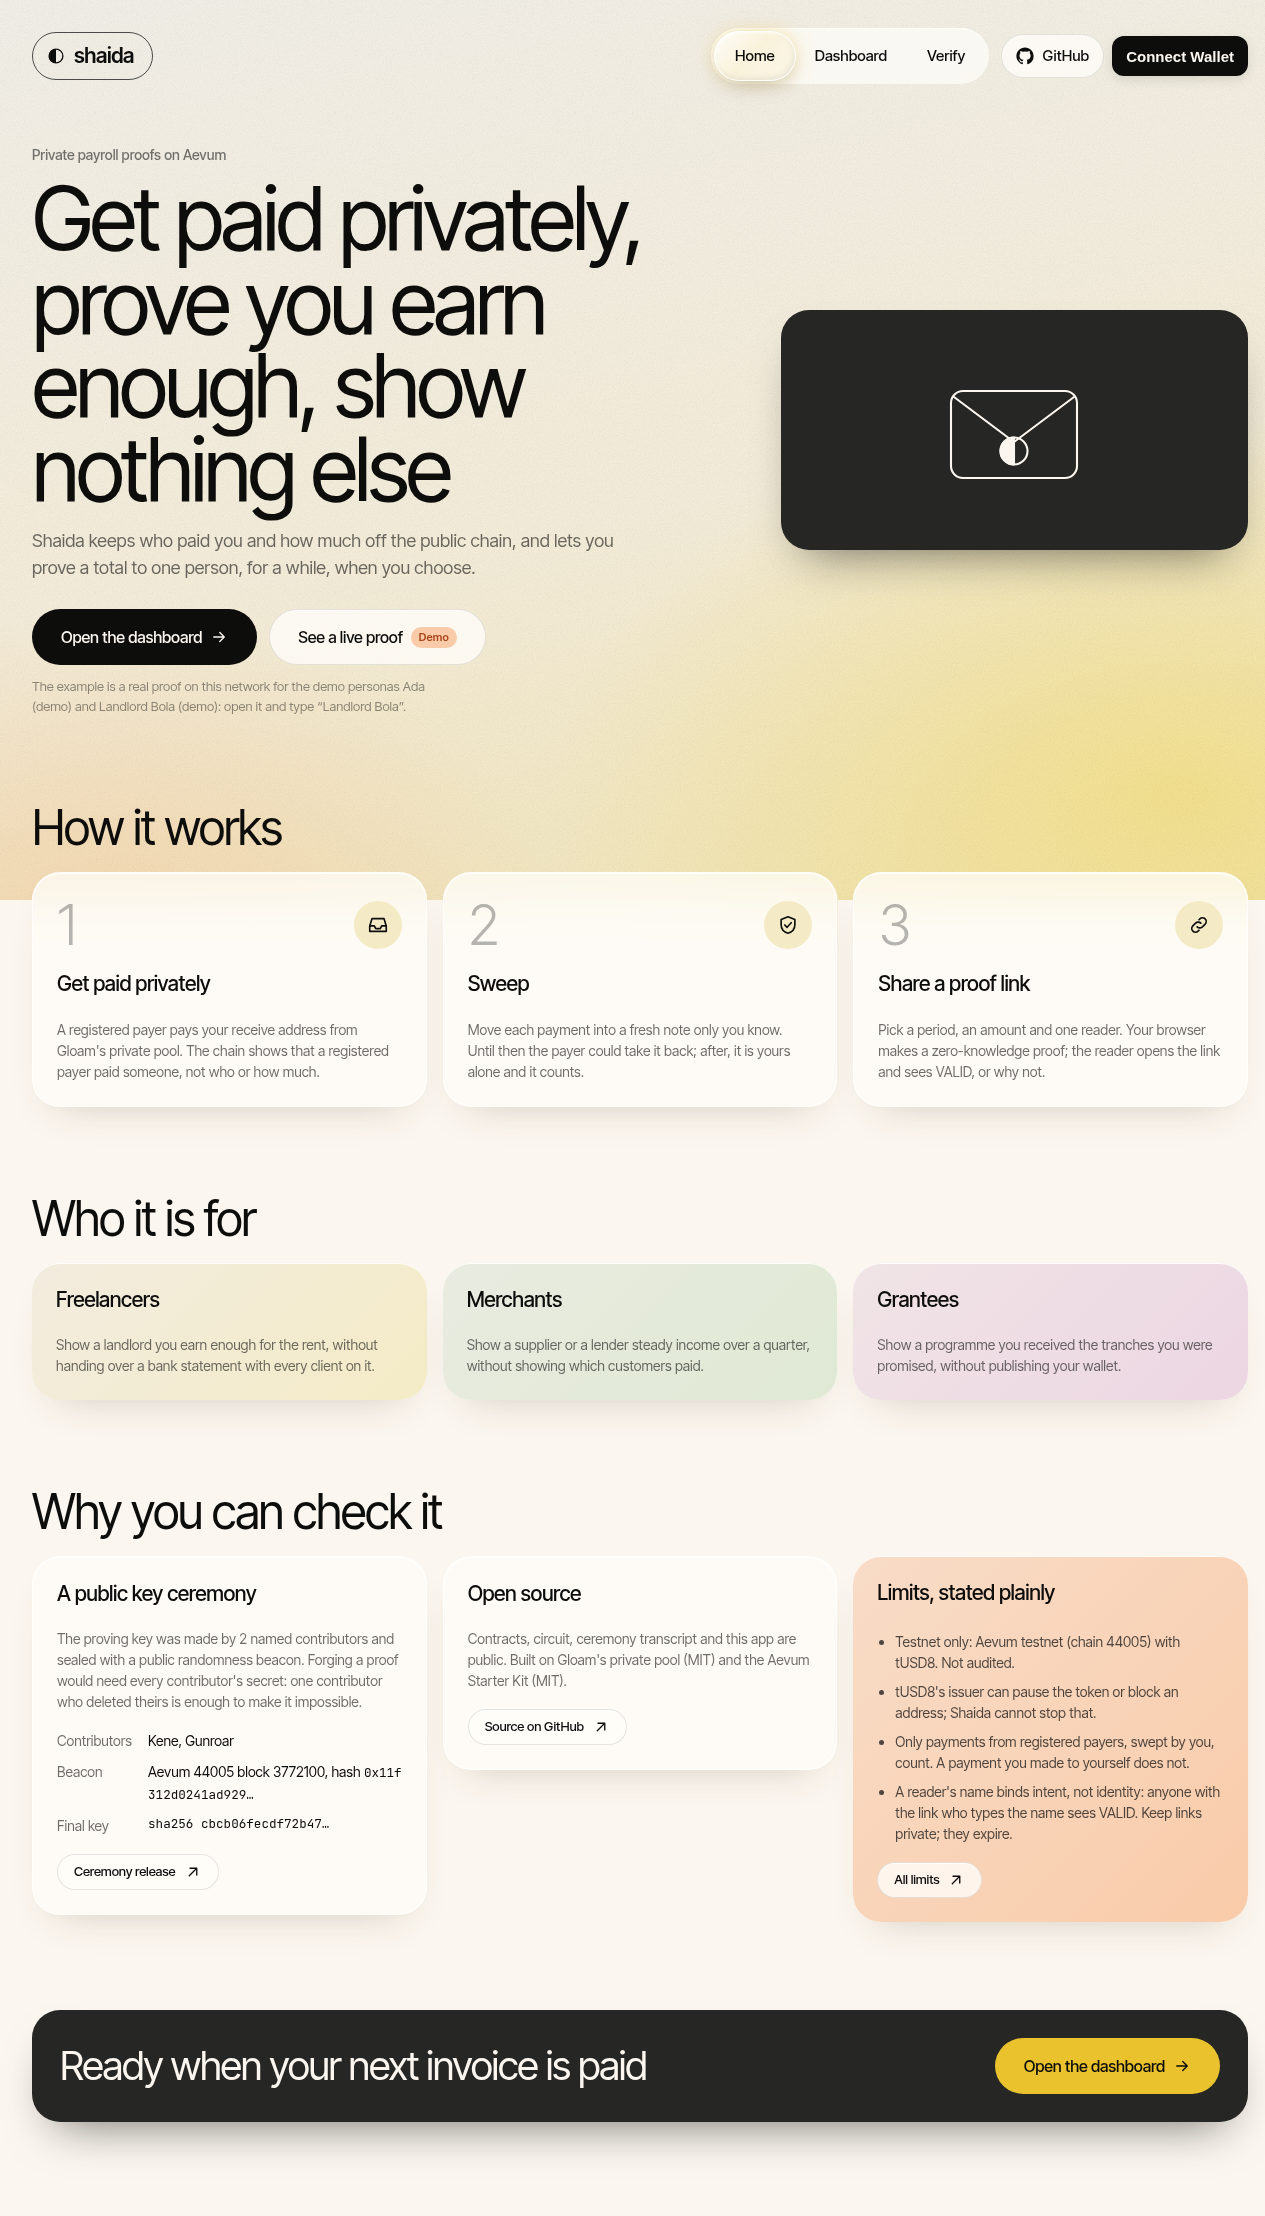 shaida
Home
Dashboard
Verify
GitHub
Connect Wallet
Private payroll proofs on Aevum
Get paid privately,
prove you earn
enough, show
nothing else
Shaida keeps who paid you and how much off the public chain, and lets you
prove a total to one person, for a while, when you choose.
Open the dashboard →
See a live proof Demo
The example is a real proof on this network for the demo personas Ada
(demo) and Landlord Bola (demo): open it and type “Landlord Bola”.
How it works
1
Get paid privately
A registered payer pays your receive address from
Gloam's private pool. The chain shows that a registered
payer paid someone, not who or how much.
2
Sweep
Move each payment into a fresh note only you know.
Until then the payer could take it back; after, it is yours
alone and it counts.
3
Share a proof link
Pick a period, an amount and one reader. Your browser
makes a zero-knowledge proof; the reader opens the link
and sees VALID, or why not.
Who it is for
Freelancers
Show a landlord you earn enough for the rent, without
handing over a bank statement with every client on it.
Merchants
Show a supplier or a lender steady income over a quarter,
without showing which customers paid.
Grantees
Show a programme you received the tranches you were
promised, without publishing your wallet.
Why you can check it
A public key ceremony
The proving key was made by 2 named contributors and
sealed with a public randomness beacon. Forging a proof
would need every contributor's secret: one contributor
who deleted theirs is enough to make it impossible.
Contributors Kene, Gunroar
Beacon Aevum 44005 block 3772100, hash 0x11f
312d0241ad929…
Final key sha256 cbcb06fecdf72b47…
Ceremony release ↗
Open source
Contracts, circuit, ceremony transcript and this app are
public. Built on Gloam's private pool (MIT) and the Aevum
Starter Kit (MIT).
Source on GitHub ↗
Limits, stated plainly
• Testnet only: Aevum testnet (chain 44005) with
tUSD8. Not audited.
• tUSD8's issuer can pause the token or block an
address; Shaida cannot stop that.
• Only payments from registered payers, swept by you,
count. A payment you made to yourself does not.
• A reader's name binds intent, not identity: anyone with
the link who types the name sees VALID. Keep links
private; they expire.
All limits ↗
Ready when your next invoice is paid
Open the dashboard →